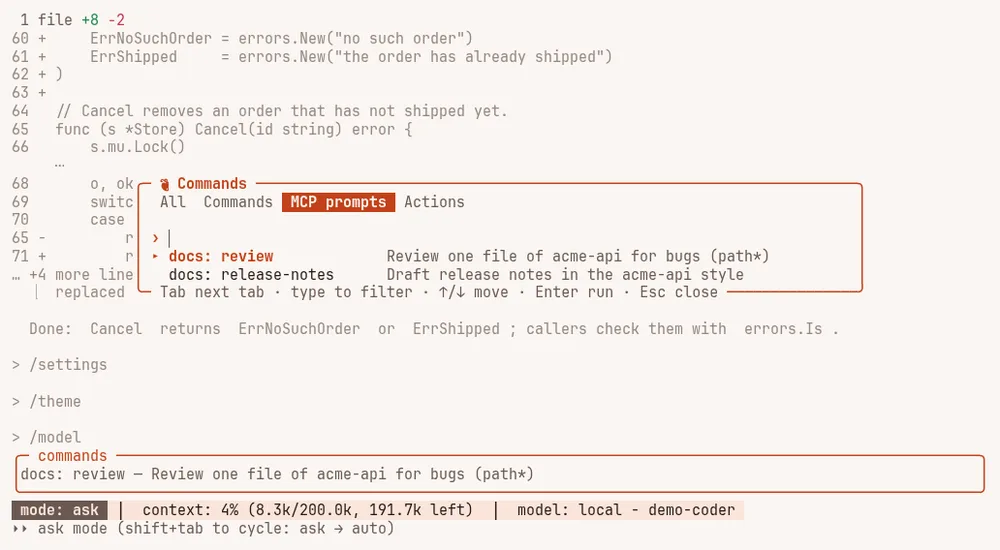 1 file +8 -2
60 +     ErrNoSuchOrder = errors.New("no such order")
61 +     ErrShipped     = errors.New("the order has already shipped")
62 + )
63 +
64   // Cancel removes an order that has not shipped yet.
65   func (s *Store) Cancel(id string) error {
66       s.mu.Lock()
…
68       o, ok
Commands
69       switc
All  Commands  MCP prompts  Actions
70       case
65 -         r
❯
71 +         r
▸ docs: review             Review one file of acme-api for bugs (path*)
… +4 more line
docs: release-notes      Draft release notes in the acme-api style
replaced
Tab next tab · type to filter · ↑/↓ move · Enter run · Esc close
Done:  Cancel  returns  ErrNoSuchOrder  or  ErrShipped ; callers check them with  errors.Is .
> /settings
> /theme
> /model
commands
docs: review — Review one file of acme-api for bugs (path*)
mode: ask | context: 4% (8.3k/200.0k, 191.7k left) | model: local - demo-coder
▸▸ ask mode (shift+tab to cycle: ask → auto)